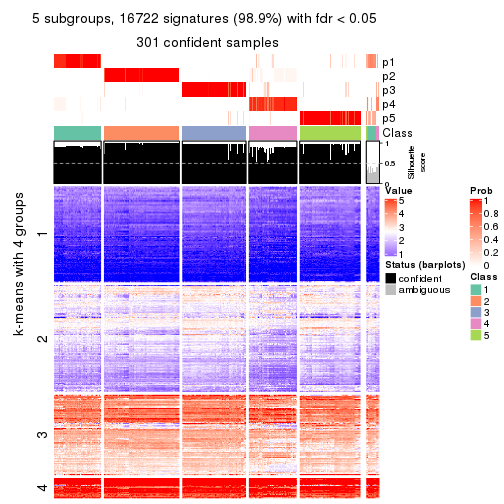 5 subgroups, 16722 signatures (98.9%) with fdr < 0.05
301 confident samples
p1
p2
p3
p4
p5
Class
1
0.5
0
Silhouette
score
k-means with 4 groups
1
2
3
4
Value
5
4
3
2
1
Status (barplots)
confident
ambiguous
Prob
1
0.8
0.6
0.4
0.2
0
Class
1
2
3
4
5